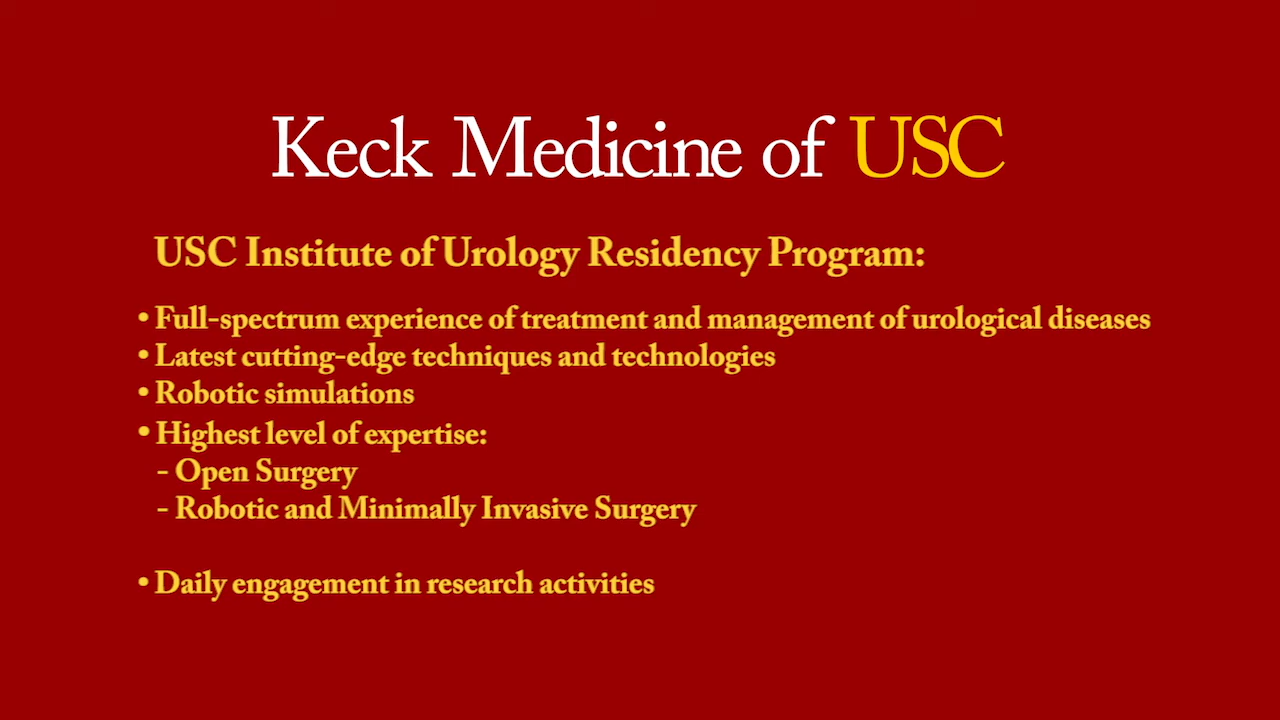 Keck Medicine of USC
USC Institute of Urology Residency Program:
• Full-spectrum experience of treatment and management of urological diseases
• Latest cutting-edge techniques and technologies
• Robotic simulations
• Highest level of expertise:
- Open Surgery
- Robotic and Minimally Invasive Surgery
• Daily engagement in research activities